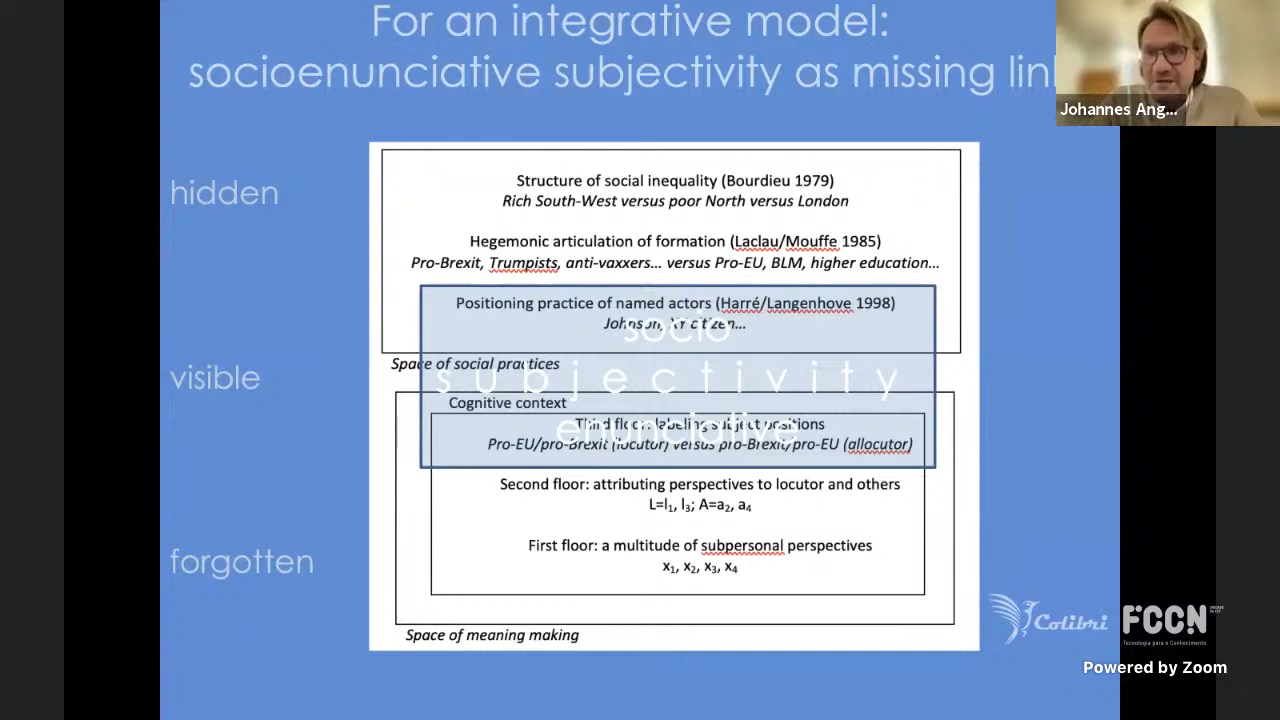 For an integrative model:
socioenunciative subjectivity as missing lin
Johannes Ang...
hidden
Structure of social inequality (Bourdieu 1979)
Rich South-West versus poor North versus London
Hegemonic articulation of formation (Laclau/Mouffe 1985)
Pro-Brexit, Trumpists, anti-vaxxers... versus Pro-EU, BLM, higher education...
Positioning practice of named actors (Harré/Langenhove 1998)
Johnson, XY citizen...
socio
Space of social practices
visible
subjectivity
Cognitive context
Third floor: labeling subject positions
enunciative
Pro-EU/pro-Brexit (locutor) versus pro-Brexit/pro-EU (allocutor)
Second floor: attributing perspectives to locutor and others
L=l₁, l₃; A=a₂, a₄
First floor: a multitude of subpersonal perspectives
forgotten
x₁, x₂, x₃, x₄
Space of meaning making
Colibri
FCCN
Tecnologia para o Conhecimento
Powered by Zoom